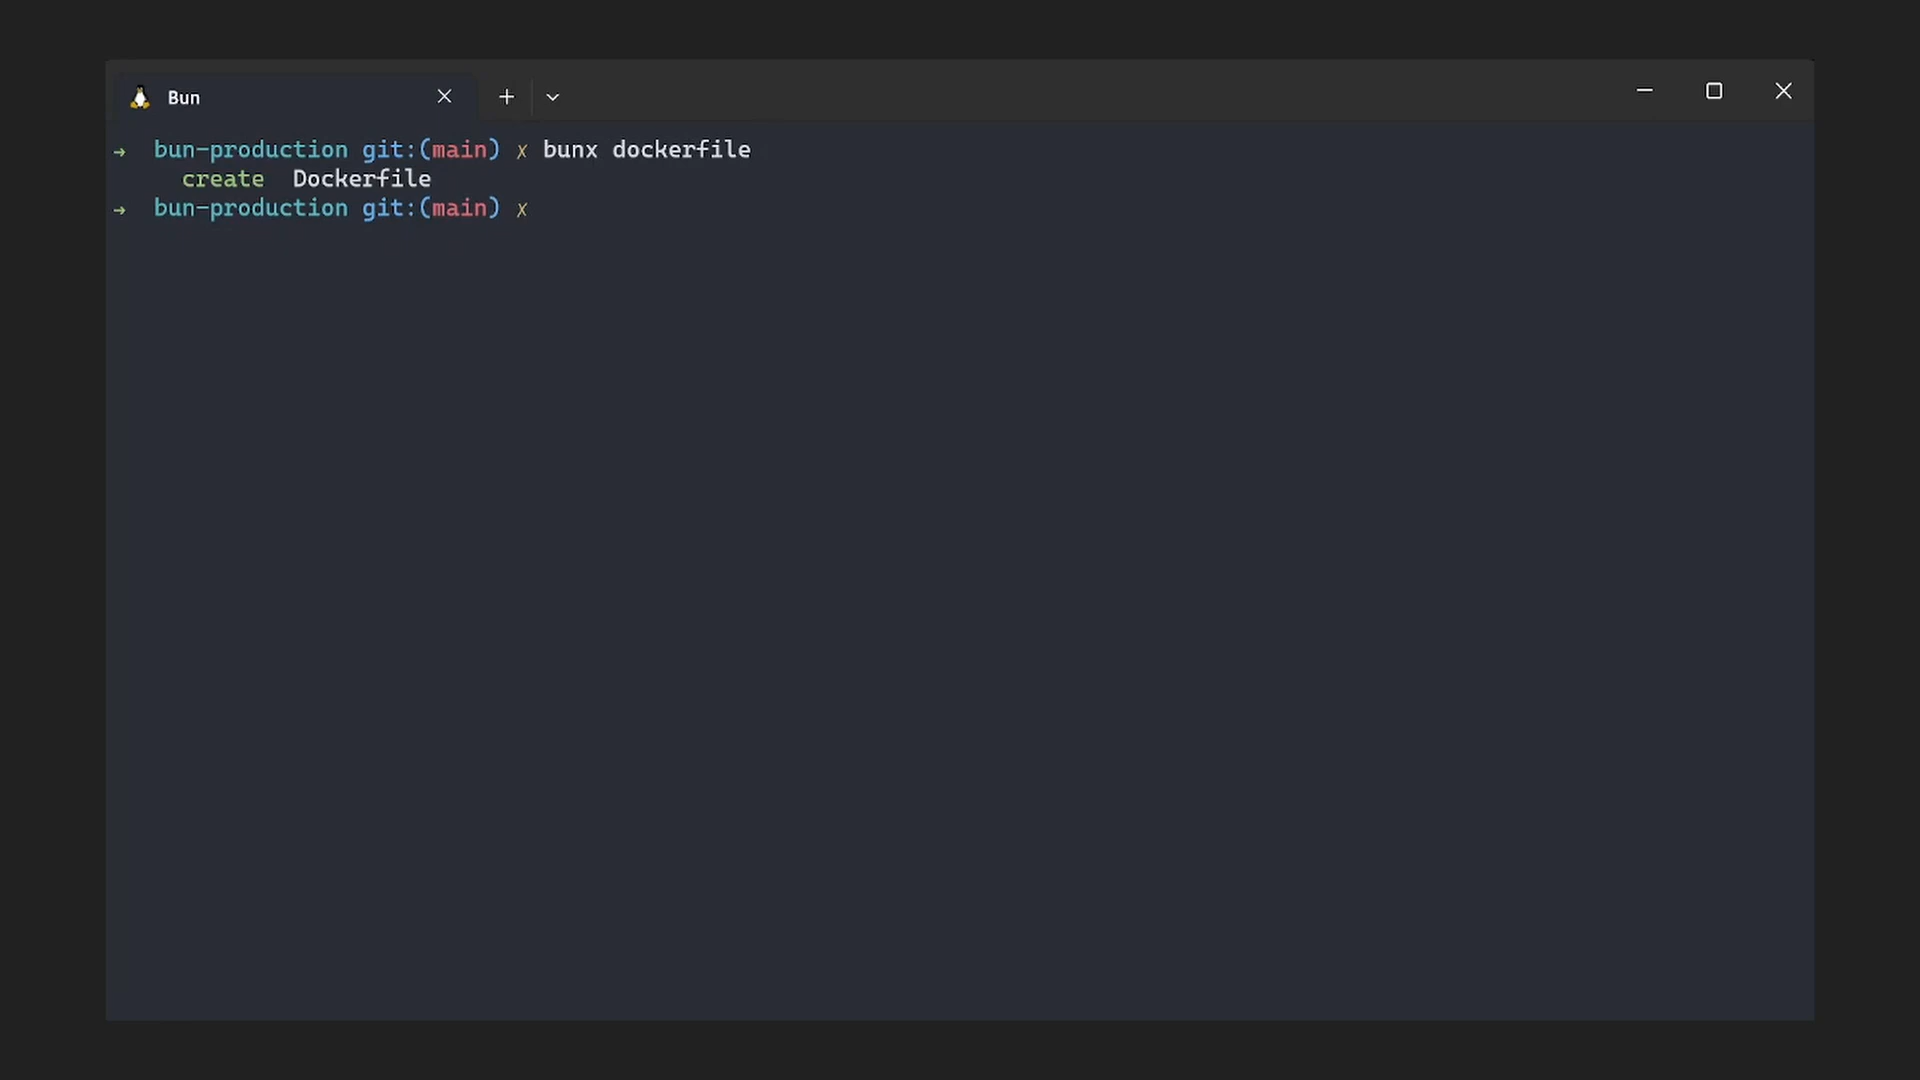 Bun
→ bun-production git:(main) ✗ bunx dockerfile
create Dockerfile
→ bun-production git:(main) ✗